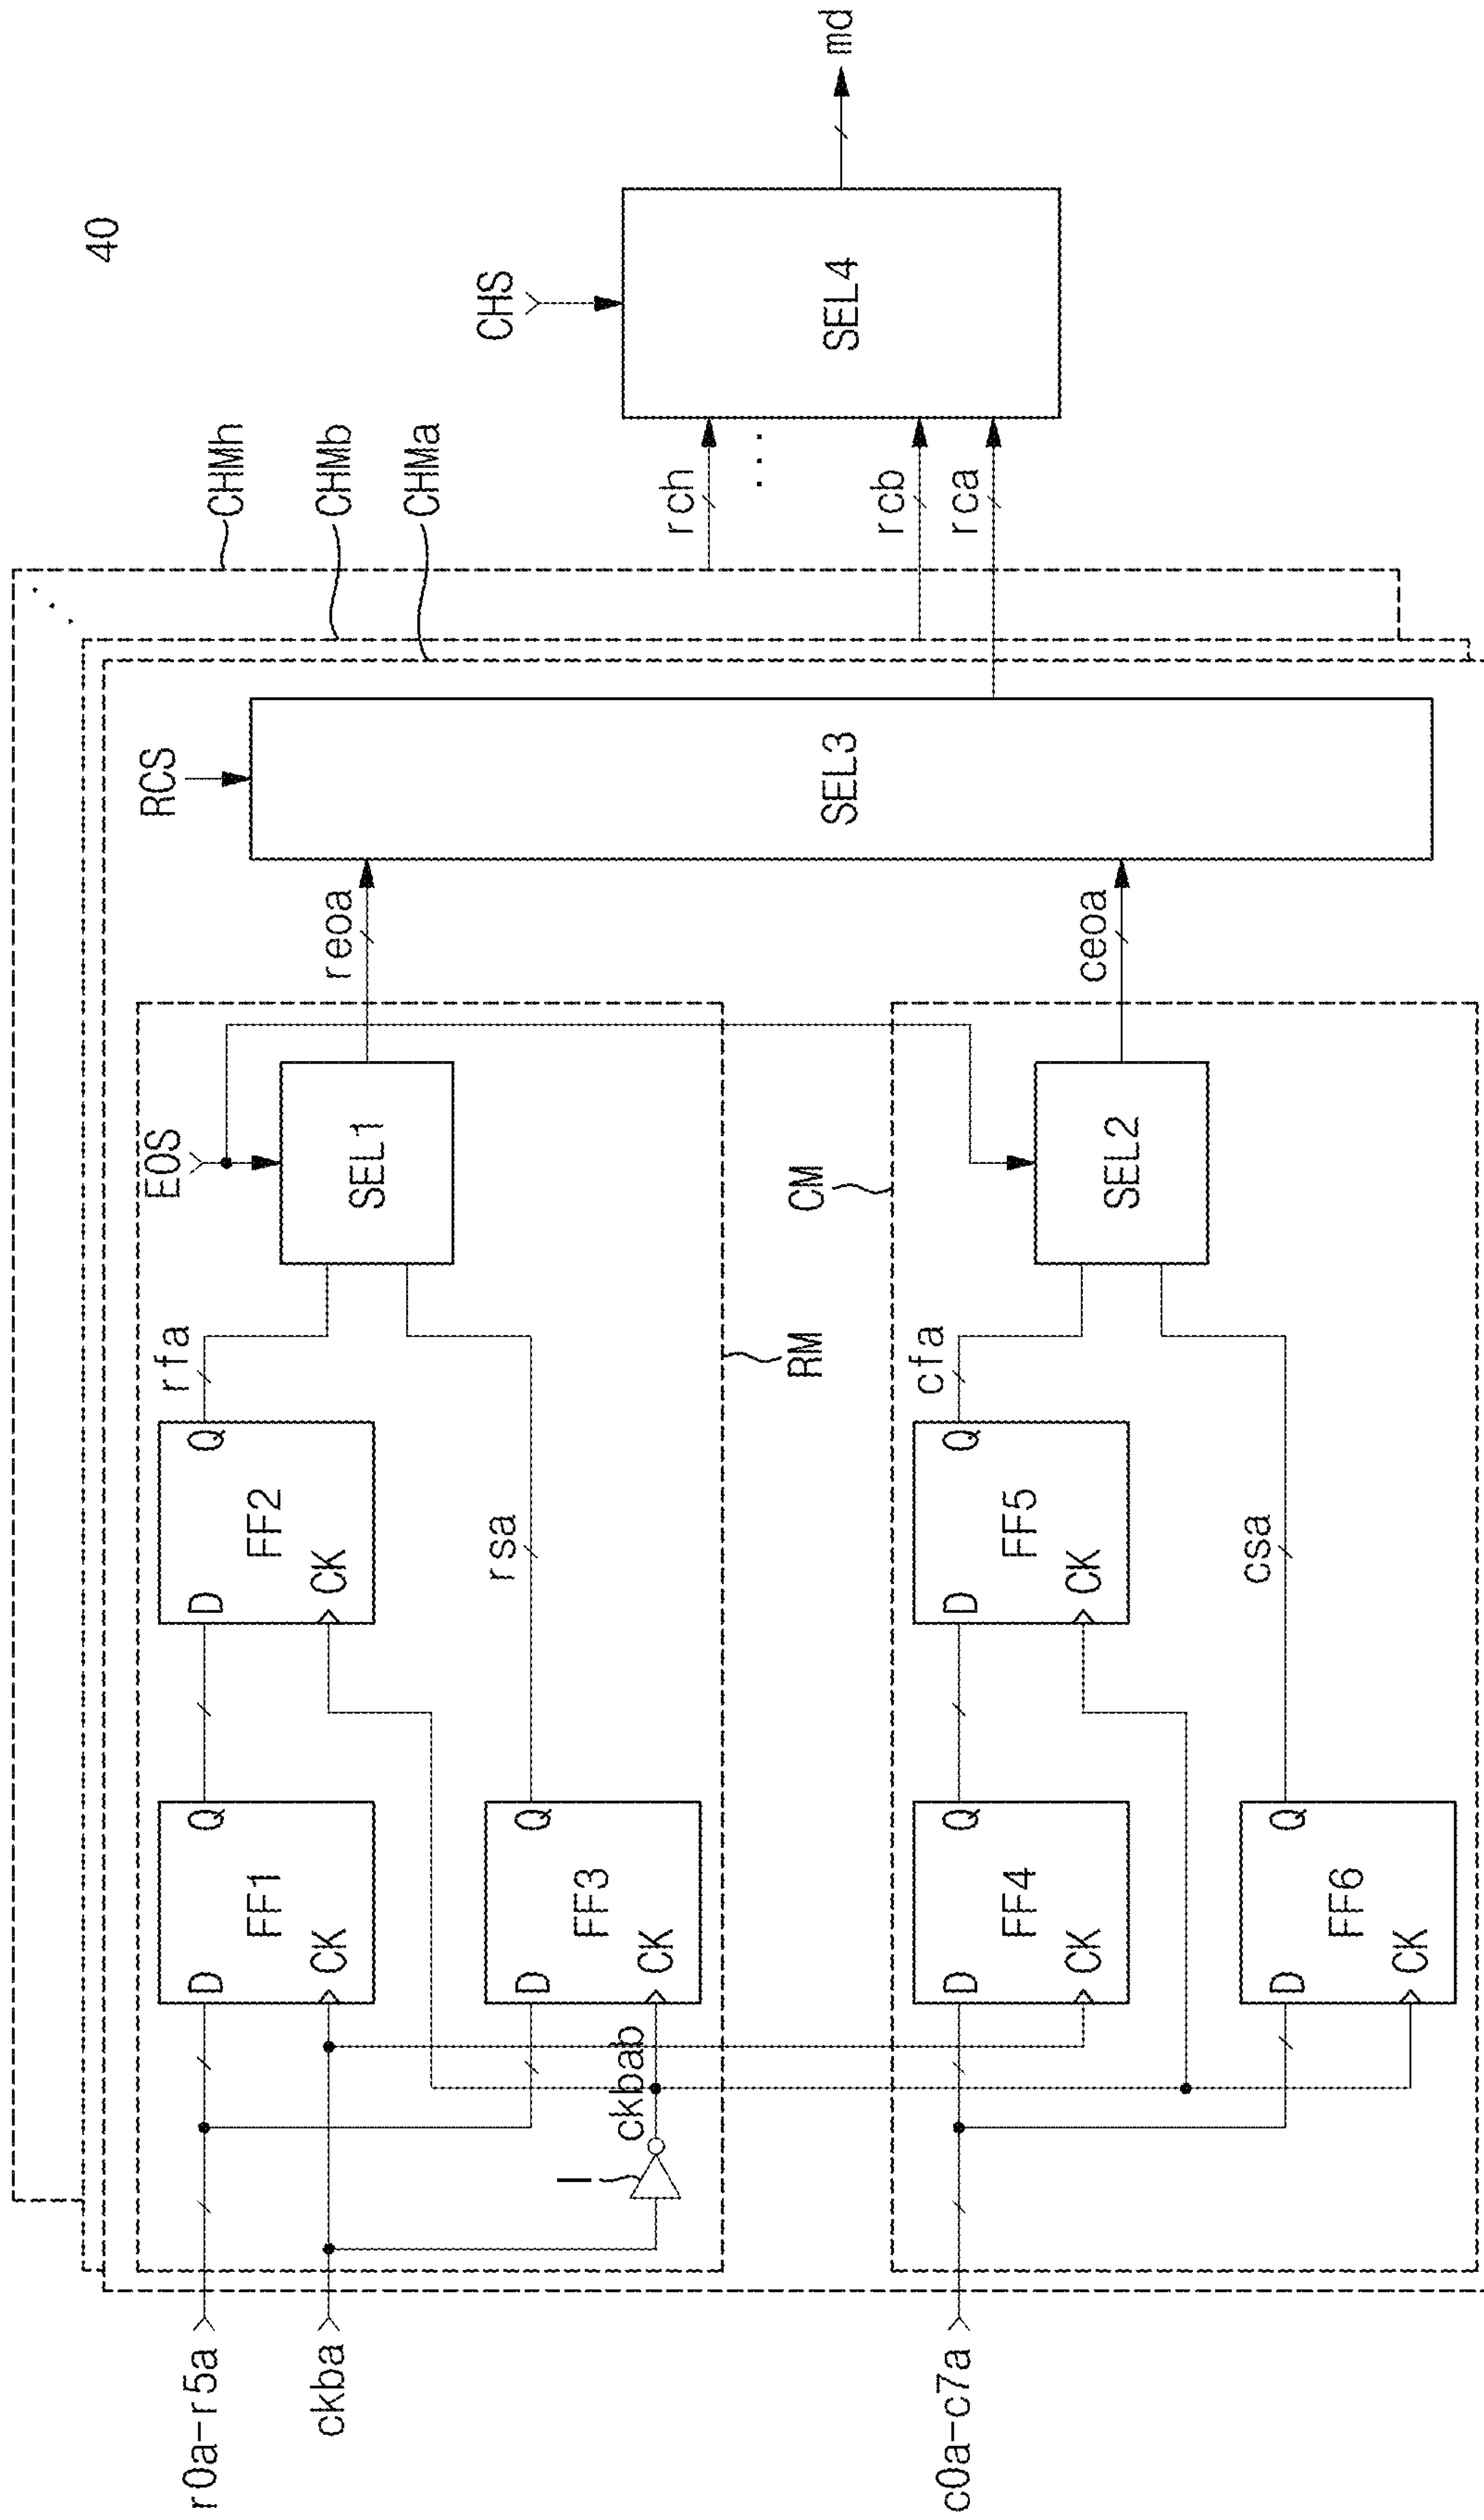 40
CHMh
CHMb
CHMa
EOS
RCS
CHS
r0a-r5a
D
Q
FF1
CK
D
Q
FF2
CK
rfa
SEL1
reoa
rch
. . .
ckba
I
ckbab
D
Q
FF3
CK
rsa
RM
SEL3
SEL4
md
CM
rcb
rca
c0a-c7a
D
Q
FF4
CK
D
Q
FF5
CK
cfa
SEL2
ceoa
D
Q
FF6
CK
csa